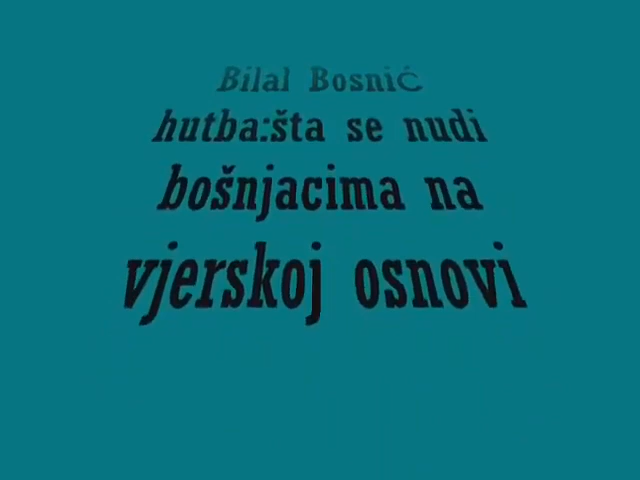 Bilal Bosnić
hutba:šta se nudi
bošnjacima na
vjerskoj osnovi